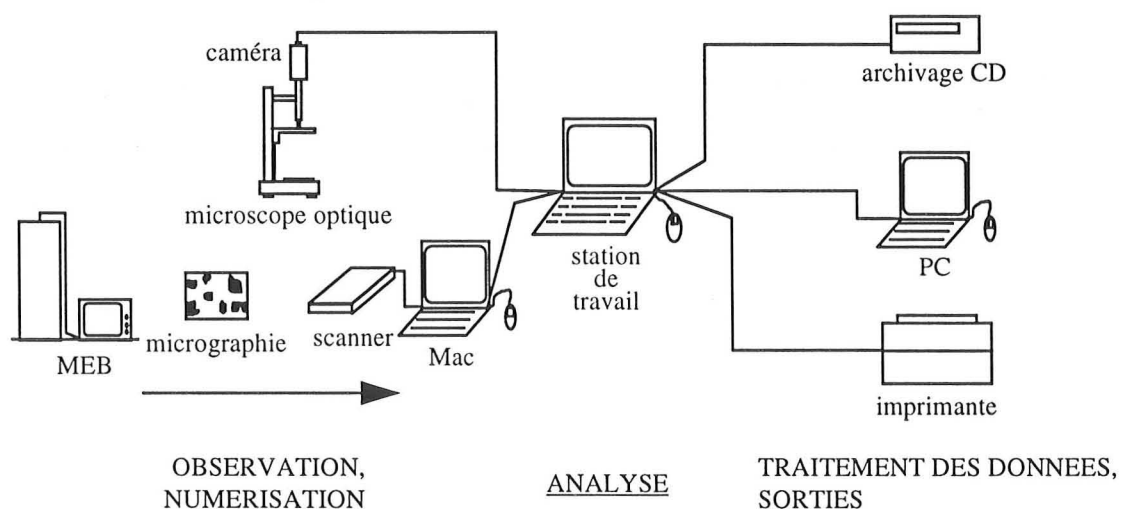 caméra
archivage CD
microscope optique
station
de
travail
PC
MEB
micrographie
scanner
Mac
imprimante
OBSERVATION,
NUMERISATION
ANALYSE
TRAITEMENT DES DONNEES,
SORTIES